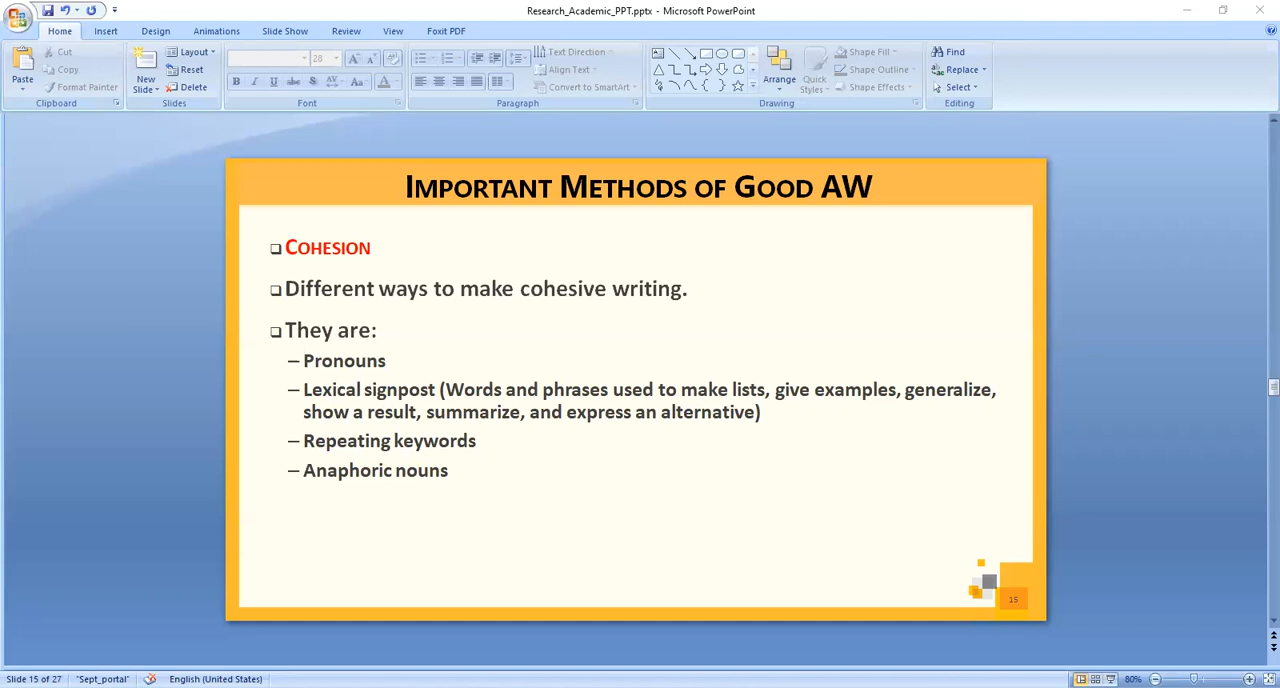 Research_Academic_PPT.pptx - Microsoft PowerPoint
Home Insert Design Animations Slide Show Review View Foxit PDF
Paste
Cut
Copy
Format Painter
Clipboard
New Slide
Layout
Reset
Delete
Slides
28
Font
Text Direction
Align Text
Convert to SmartArt
Paragraph
Arrange
Quick Styles
Shape Fill
Shape Outline
Shape Effects
Drawing
Find
Replace
Select
Editing
IMPORTANT METHODS OF GOOD AW
COHESION
Different ways to make cohesive writing.
They are:
– Pronouns
– Lexical signpost (Words and phrases used to make lists, give examples, generalize,
show a result, summarize, and express an alternative)
– Repeating keywords
– Anaphoric nouns
15
Slide 15 of 27 "Sept_portal" English (United States) 80%